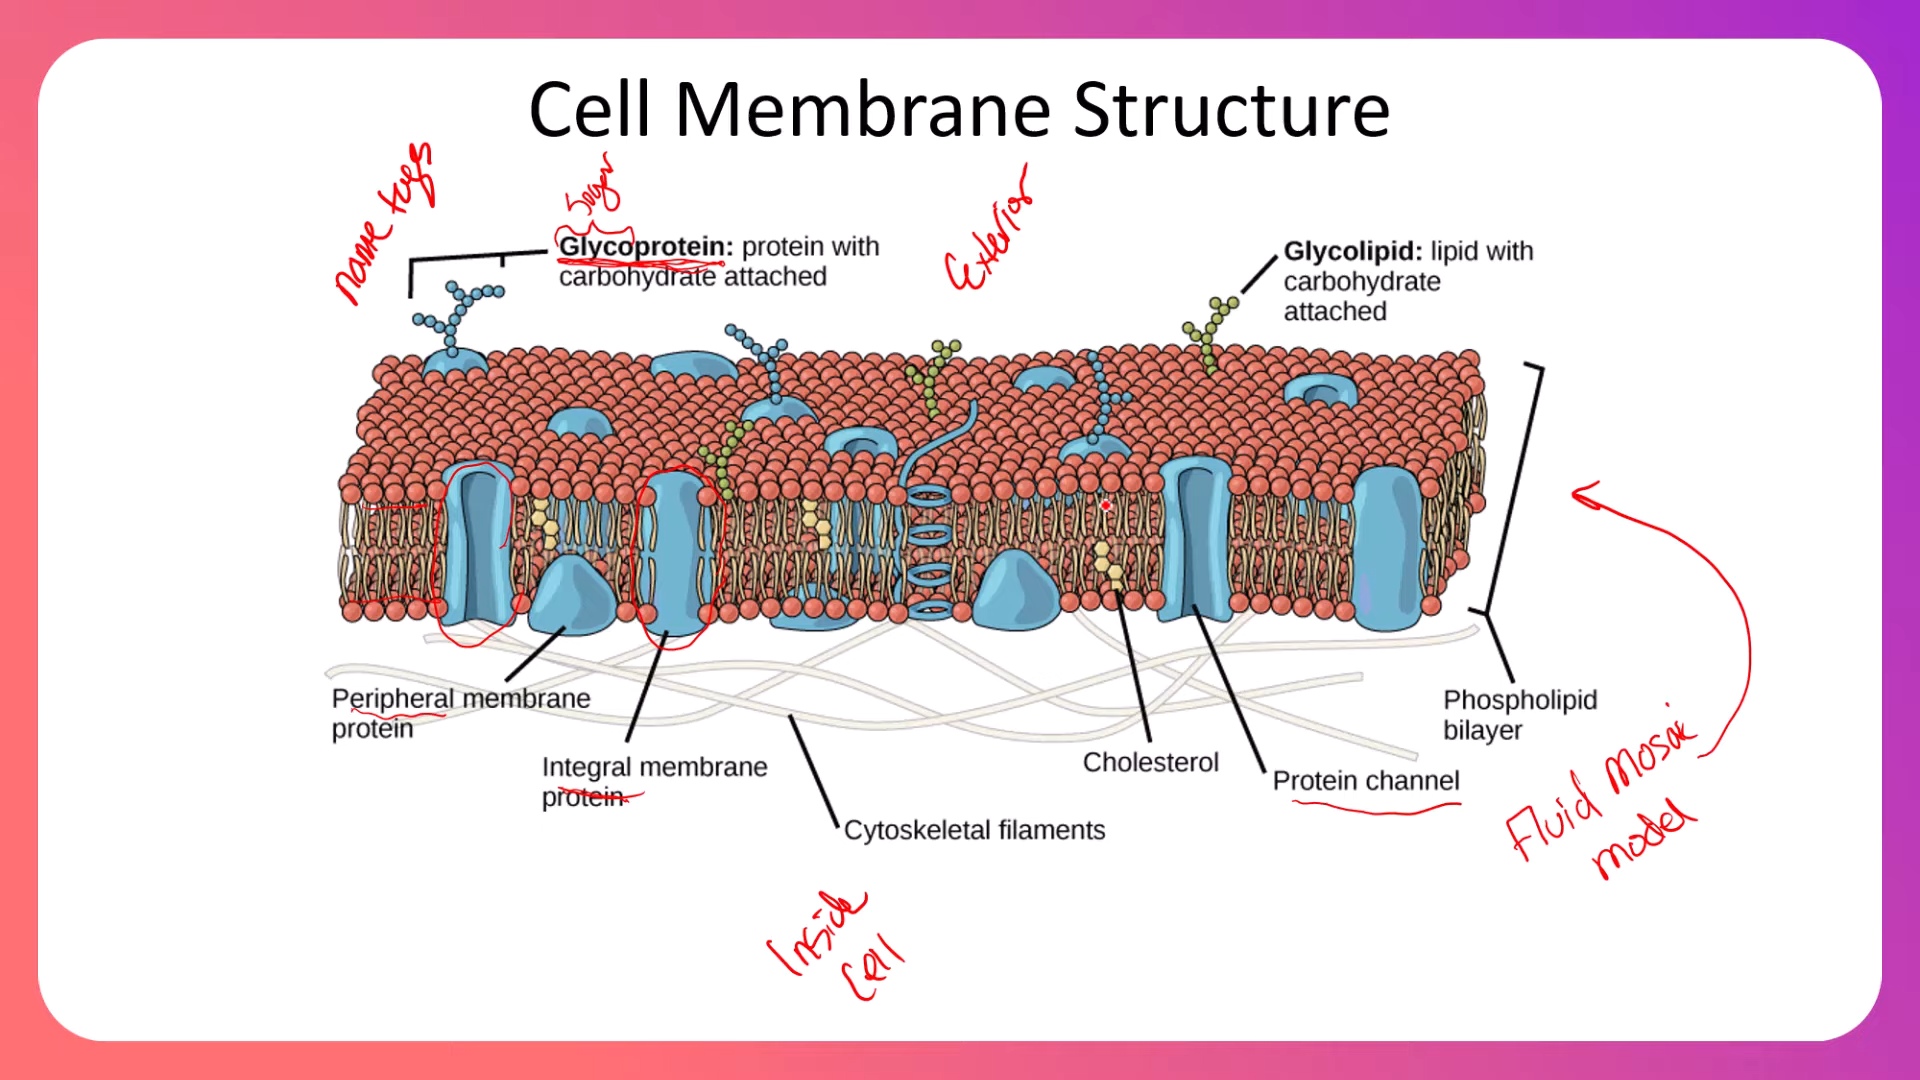 Cell Membrane Structure
name tags
Sugar
Glycoprotein: protein with
carbohydrate attached
Exterior
Glycolipid: lipid with
carbohydrate
attached
Peripheral membrane
protein
Integral membrane
protein
Cytoskeletal filaments
Cholesterol
Protein channel
Phospholipid
bilayer
Fluid Mosaic
model
Inside
Cell